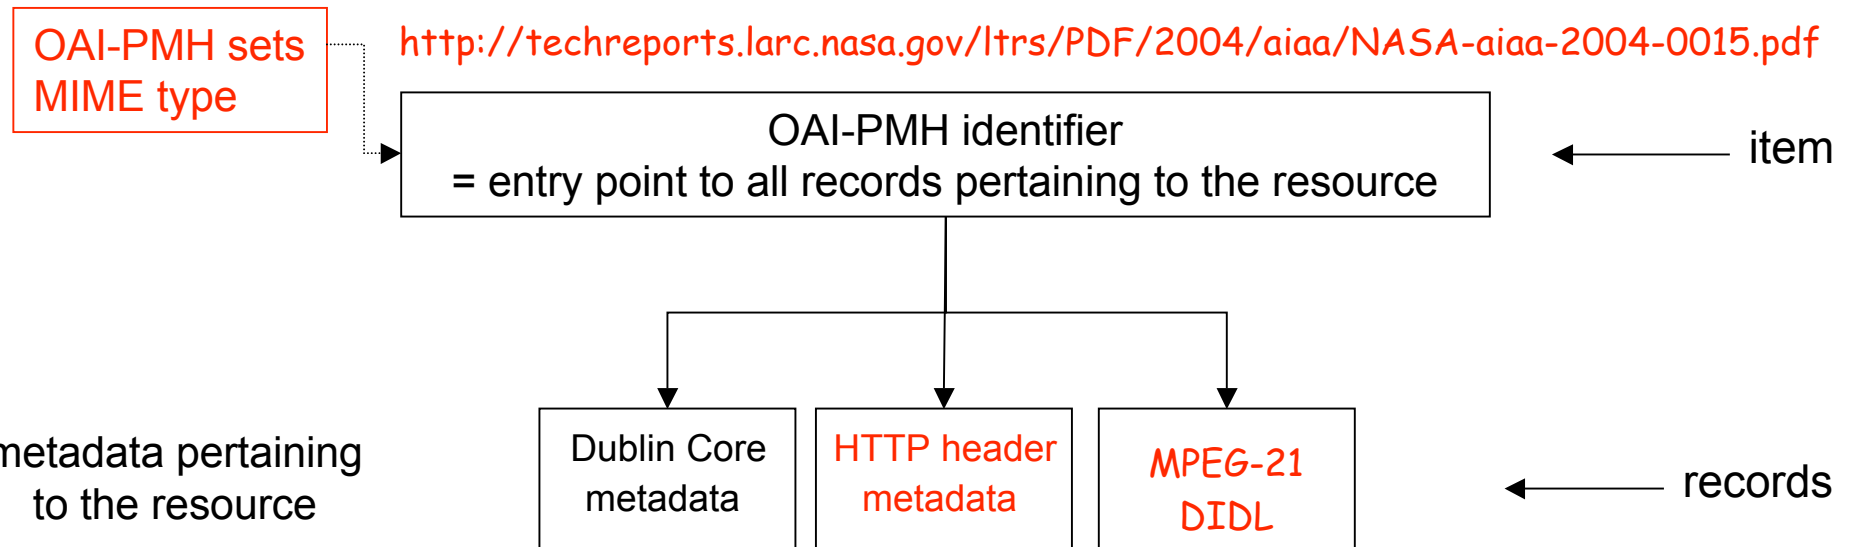 OAI-PMH sets
MIME type
http://techreports.larc.nasa.gov/ltrs/PDF/2004/aiaa/NASA-aiaa-2004-0015.pdf
OAI-PMH identifier
= entry point to all records pertaining to the resource
item
metadata pertaining
to the resource
Dublin Core
metadata
HTTP header
metadata
MPEG-21
DIDL
records